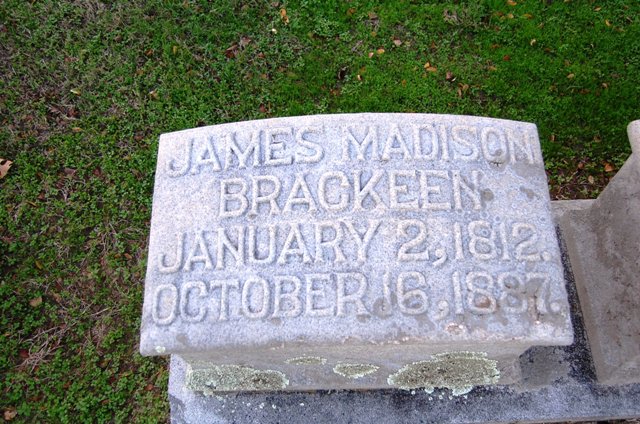 JAMES MADISON
BRACKEEN
JANUARY 2, 1812.
OCTOBER 16, 1887.